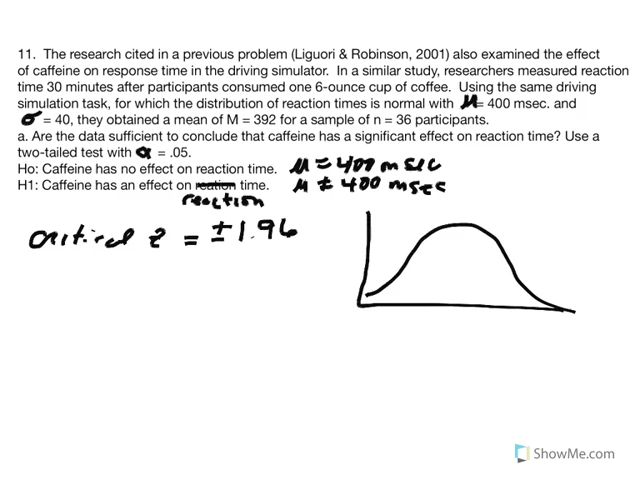 11. The research cited in a previous problem (Liguori & Robinson, 2001) also examined the effect
of caffeine on response time in the driving simulator. In a similar study, researchers measured reaction
time 30 minutes after participants consumed one 6-ounce cup of coffee. Using the same driving
simulation task, for which the distribution of reaction times is normal with μ = 400 msec. and
σ = 40, they obtained a mean of M = 392 for a sample of n = 36 participants.
a. Are the data sufficient to conclude that caffeine has a significant effect on reaction time? Use a
two-tailed test with α = .05.
Ho: Caffeine has no effect on reaction time. μ = 400 msec
H1: Caffeine has an effect on reation time. μ ≠ 400 msec
reaction
critical z = ±1.96
ShowMe.com